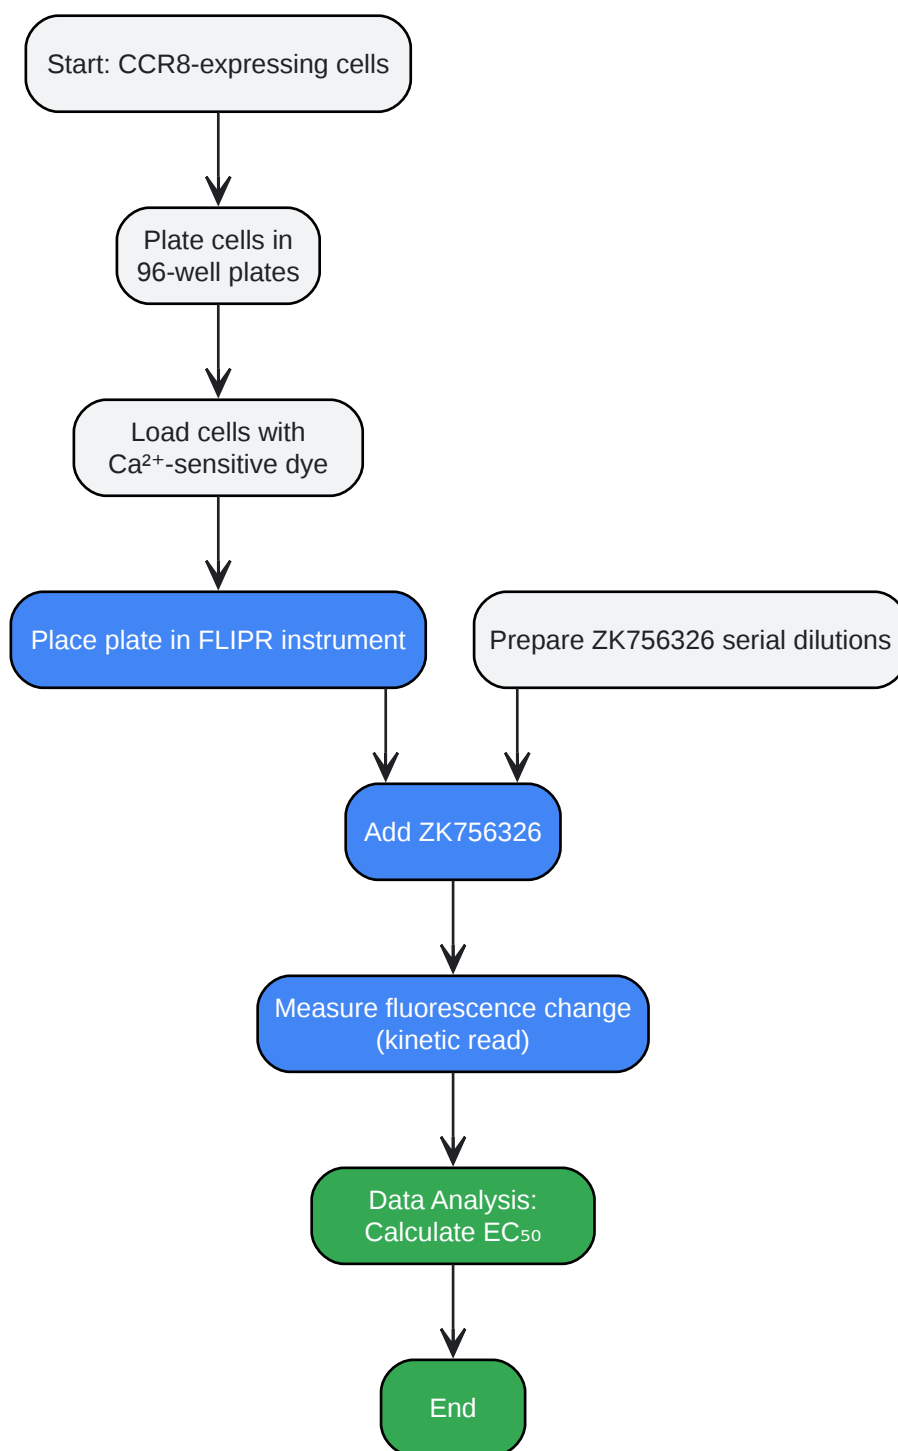 Start: CCR8-expressing cells
Plate cells in
96-well plates
Load cells with
Ca²⁺-sensitive dye
Place plate in FLIPR instrument
Prepare ZK756326 serial dilutions
Add ZK756326
Measure fluorescence change
(kinetic read)
Data Analysis:
Calculate EC₅₀
End